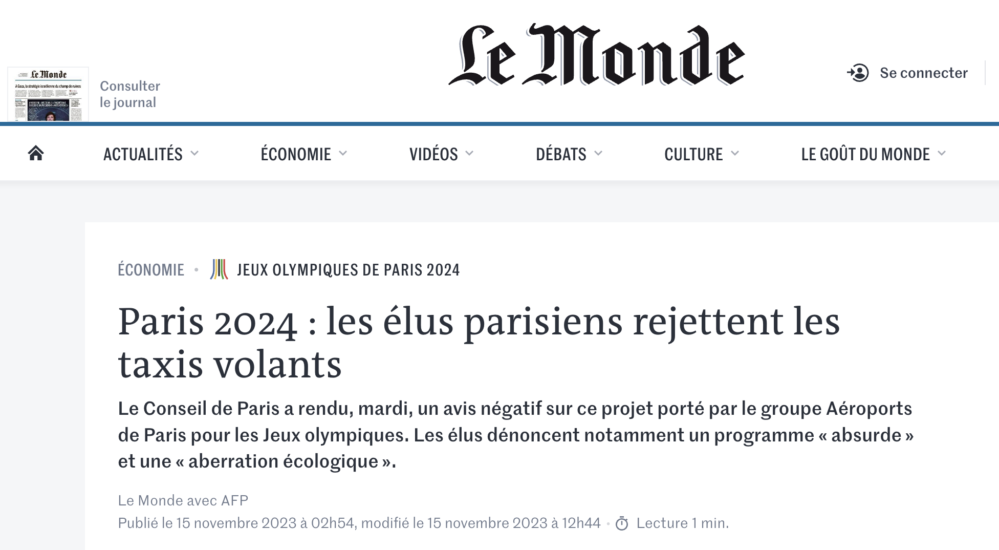 Le Monde
Le Monde
A Gaza, la stratégie israélienne du champ de ruines
Consulter
le journal
Se connecter
ACTUALITÉS
ÉCONOMIE
VIDÉOS
DÉBATS
CULTURE
LE GOÛT DU MONDE
ÉCONOMIE • JEUX OLYMPIQUES DE PARIS 2024
Paris 2024 : les élus parisiens rejettent les
taxis volants
Le Conseil de Paris a rendu, mardi, un avis négatif sur ce projet porté par le groupe Aéroports
de Paris pour les Jeux olympiques. Les élus dénoncent notamment un programme « absurde »
et une « aberration écologique ».
Le Monde avec AFP
Publié le 15 novembre 2023 à 02h54, modifié le 15 novembre 2023 à 12h44 • Lecture 1 min.